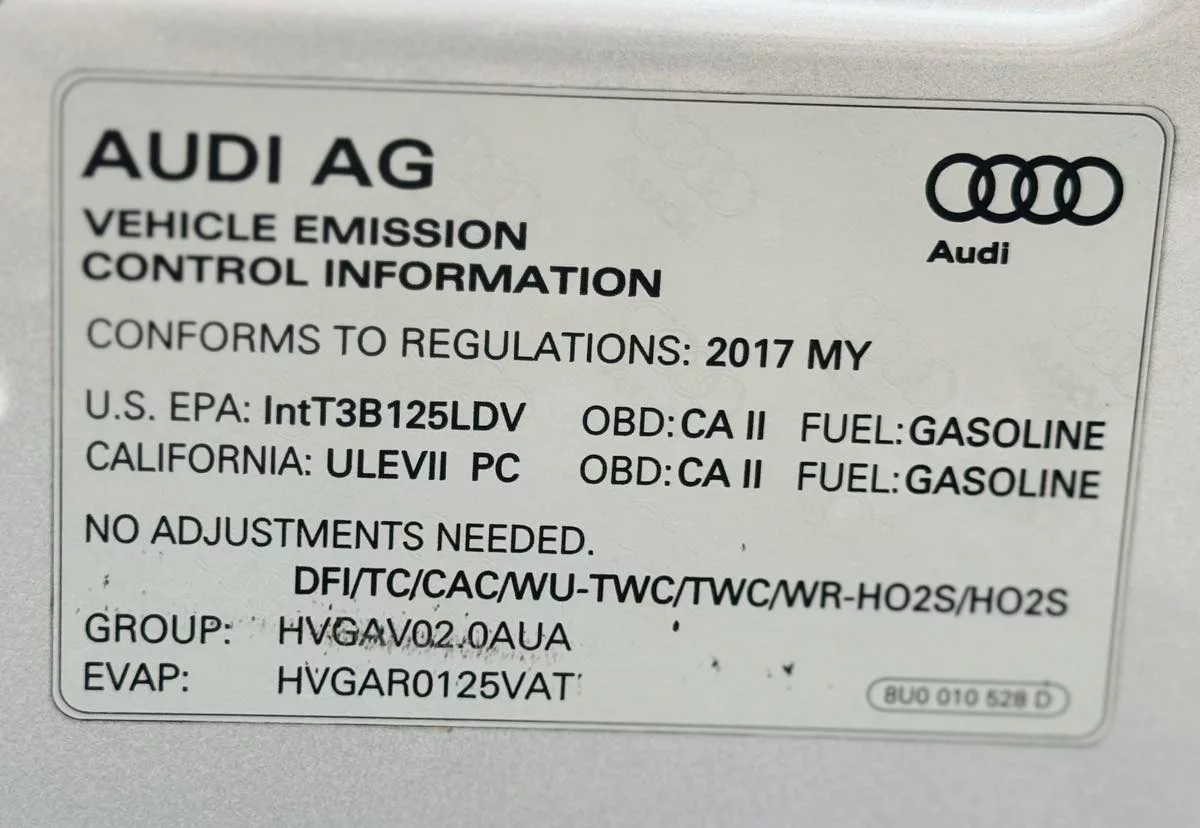 AUDI AG
Audi
VEHICLE EMISSION
CONTROL INFORMATION
CONFORMS TO REGULATIONS: 2017 MY
U.S. EPA: IntT3B125LDV OBD: CA II FUEL: GASOLINE
CALIFORNIA: ULEVII PC OBD: CA II FUEL: GASOLINE
NO ADJUSTMENTS NEEDED.
DFI/TC/CAC/WU-TWC/TWC/WR-HO2S/HO2S
GROUP: HVGAV02.0AUA
EVAP: HVGAR0125VAT
8U0 010 528 D